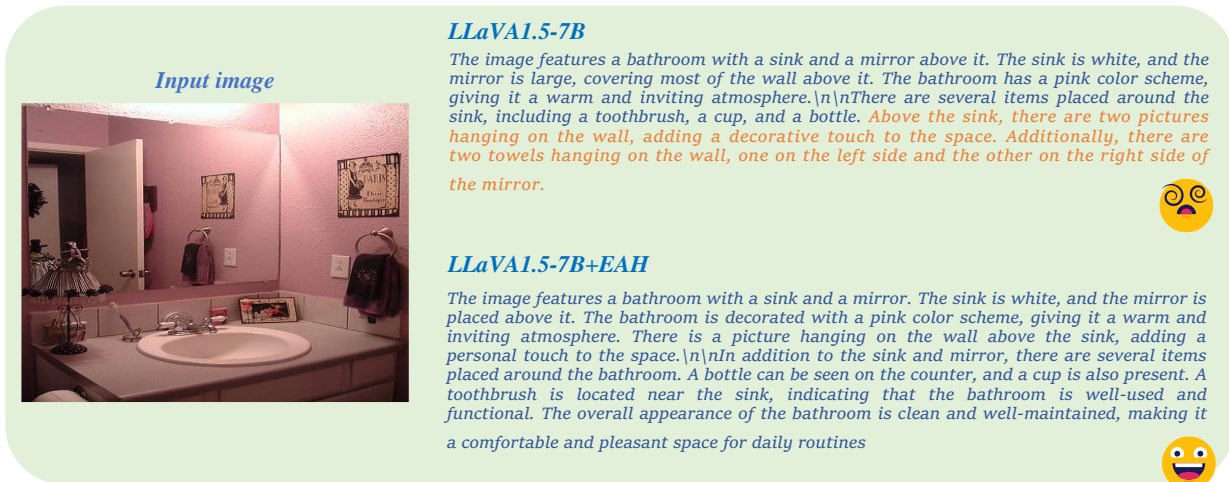 Input image
PARIS
LLaVA1.5-7B
The image features a bathroom with a sink and a mirror above it. The sink is white, and the
mirror is large, covering most of the wall above it. The bathroom has a pink color scheme,
giving it a warm and inviting atmosphere.\n\nThere are several items placed around the
sink, including a toothbrush, a cup, and a bottle. Above the sink, there are two pictures
hanging on the wall, adding a decorative touch to the space. Additionally, there are
two towels hanging on the wall, one on the left side and the other on the right side of
the mirror.
LLaVA1.5-7B+EAH
The image features a bathroom with a sink and a mirror. The sink is white, and the mirror is
placed above it. The bathroom is decorated with a pink color scheme, giving it a warm and
inviting atmosphere. There is a picture hanging on the wall above the sink, adding a
personal touch to the space.\n\nIn addition to the sink and mirror, there are several items
placed around the bathroom. A bottle can be seen on the counter, and a cup is also present. A
toothbrush is located near the sink, indicating that the bathroom is well-used and
functional. The overall appearance of the bathroom is clean and well-maintained, making it
a comfortable and pleasant space for daily routines